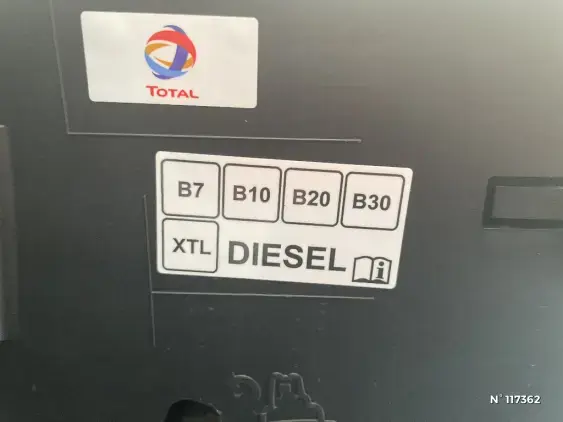 TOTAL
B7 B10 B20 B30
XTL DIESEL
N° 117362